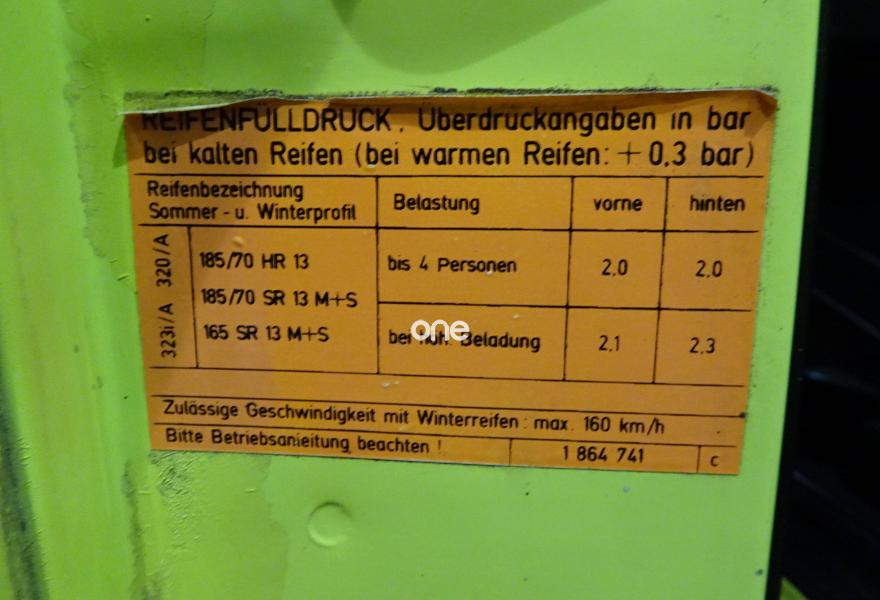 REIFENFÜLLDRUCK, Überdruckangaben in bar
bei kalten Reifen (bei warmen Reifen: + 0.3 bar)
Reifenbezeichnung
Sommer - u. Winterprofil
Belastung
vorne
hinten
323i/A 320/A
185/70 HR 13
185/70 SR 13 M+S
165 SR 13 M+S
bis 4 Personen
2.0
2.0
bei Beladung
2.1
2.3
one
Zulässige Geschwindigkeit mit Winterreifen: max. 160 km/h
Bitte Betriebsanleitung beachten !
1 864 741
c